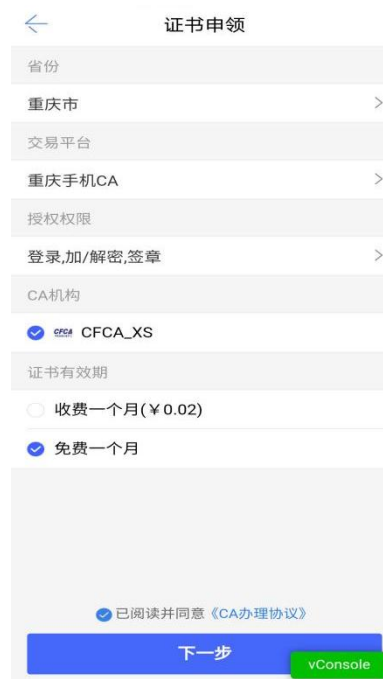 证书申领
省份
重庆市
交易平台
重庆手机CA
授权权限
登录,加/解密,签章
CA机构
CFCA CFCA_XS
证书有效期
收费一个月(￥0.02)
免费一个月
已阅读并同意《CA办理协议》
下一步
vConsole